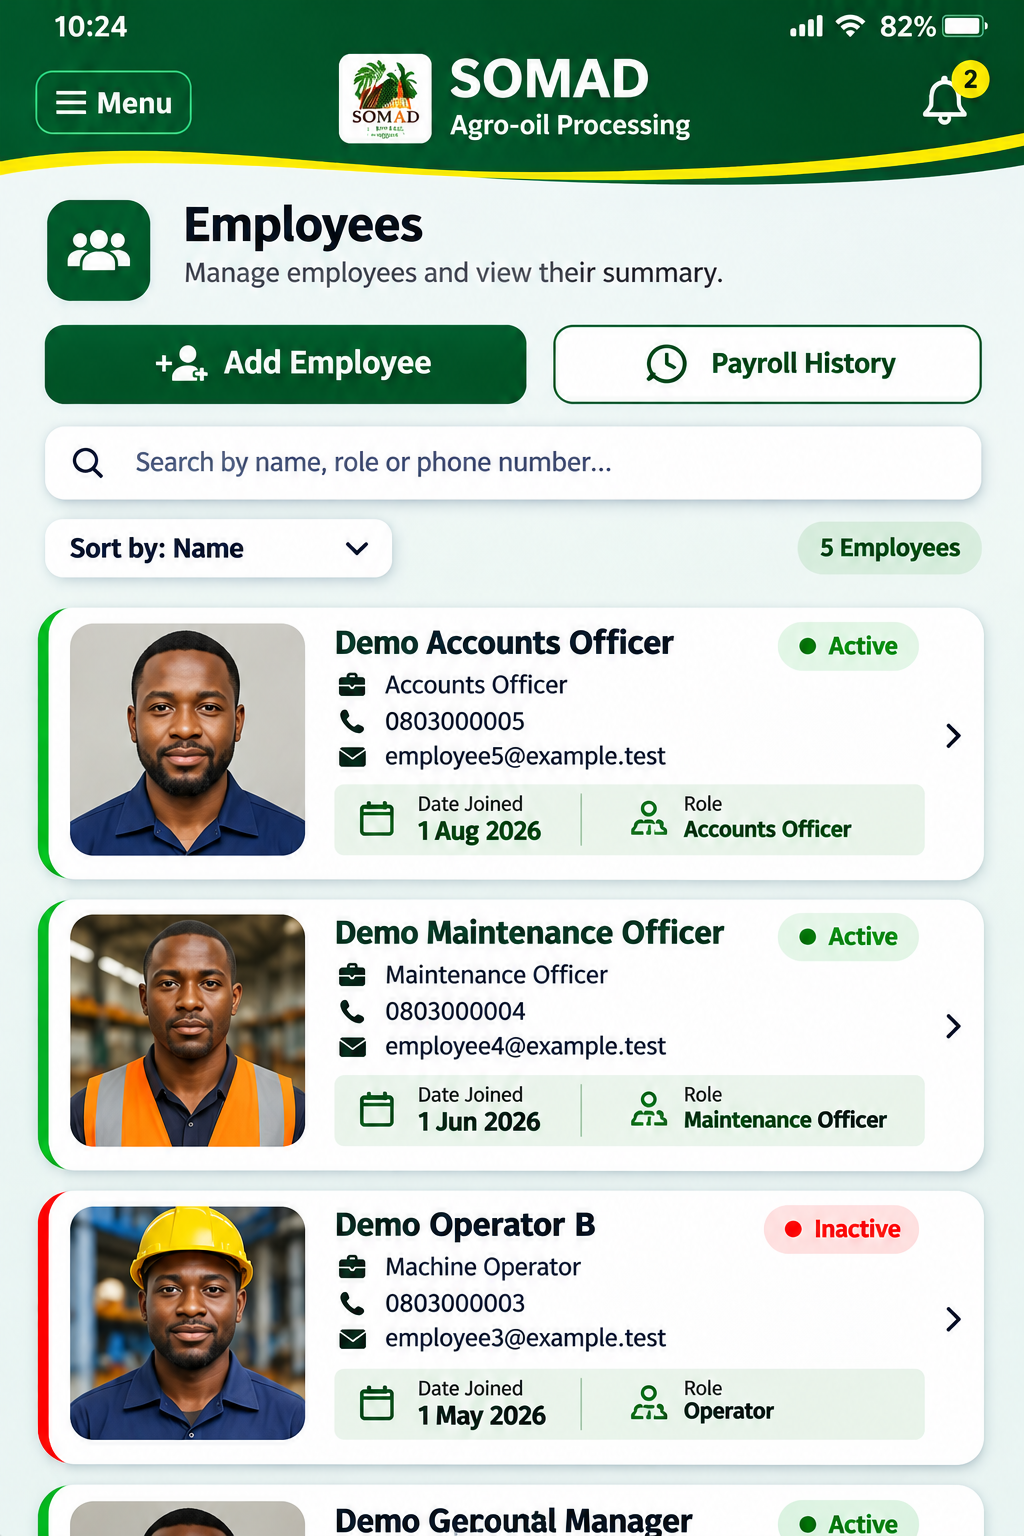 10:24
82%
Menu
SOMAD
SOMAD
Agro-oil Processing
2
Employees
Manage employees and view their summary.
Add Employee
Payroll History
Search by name, role or phone number...
Sort by: Name
5 Employees
Demo Accounts Officer
Active
Accounts Officer
0803000005
employee5@example.test
Date Joined
1 Aug 2026
Role
Accounts Officer
Demo Maintenance Officer
Active
Maintenance Officer
0803000004
employee4@example.test
Date Joined
1 Jun 2026
Role
Maintenance Officer
Demo Operator B
Inactive
Machine Operator
0803000003
employee3@example.test
Date Joined
1 May 2026
Role
Operator
Demo Manager
Active